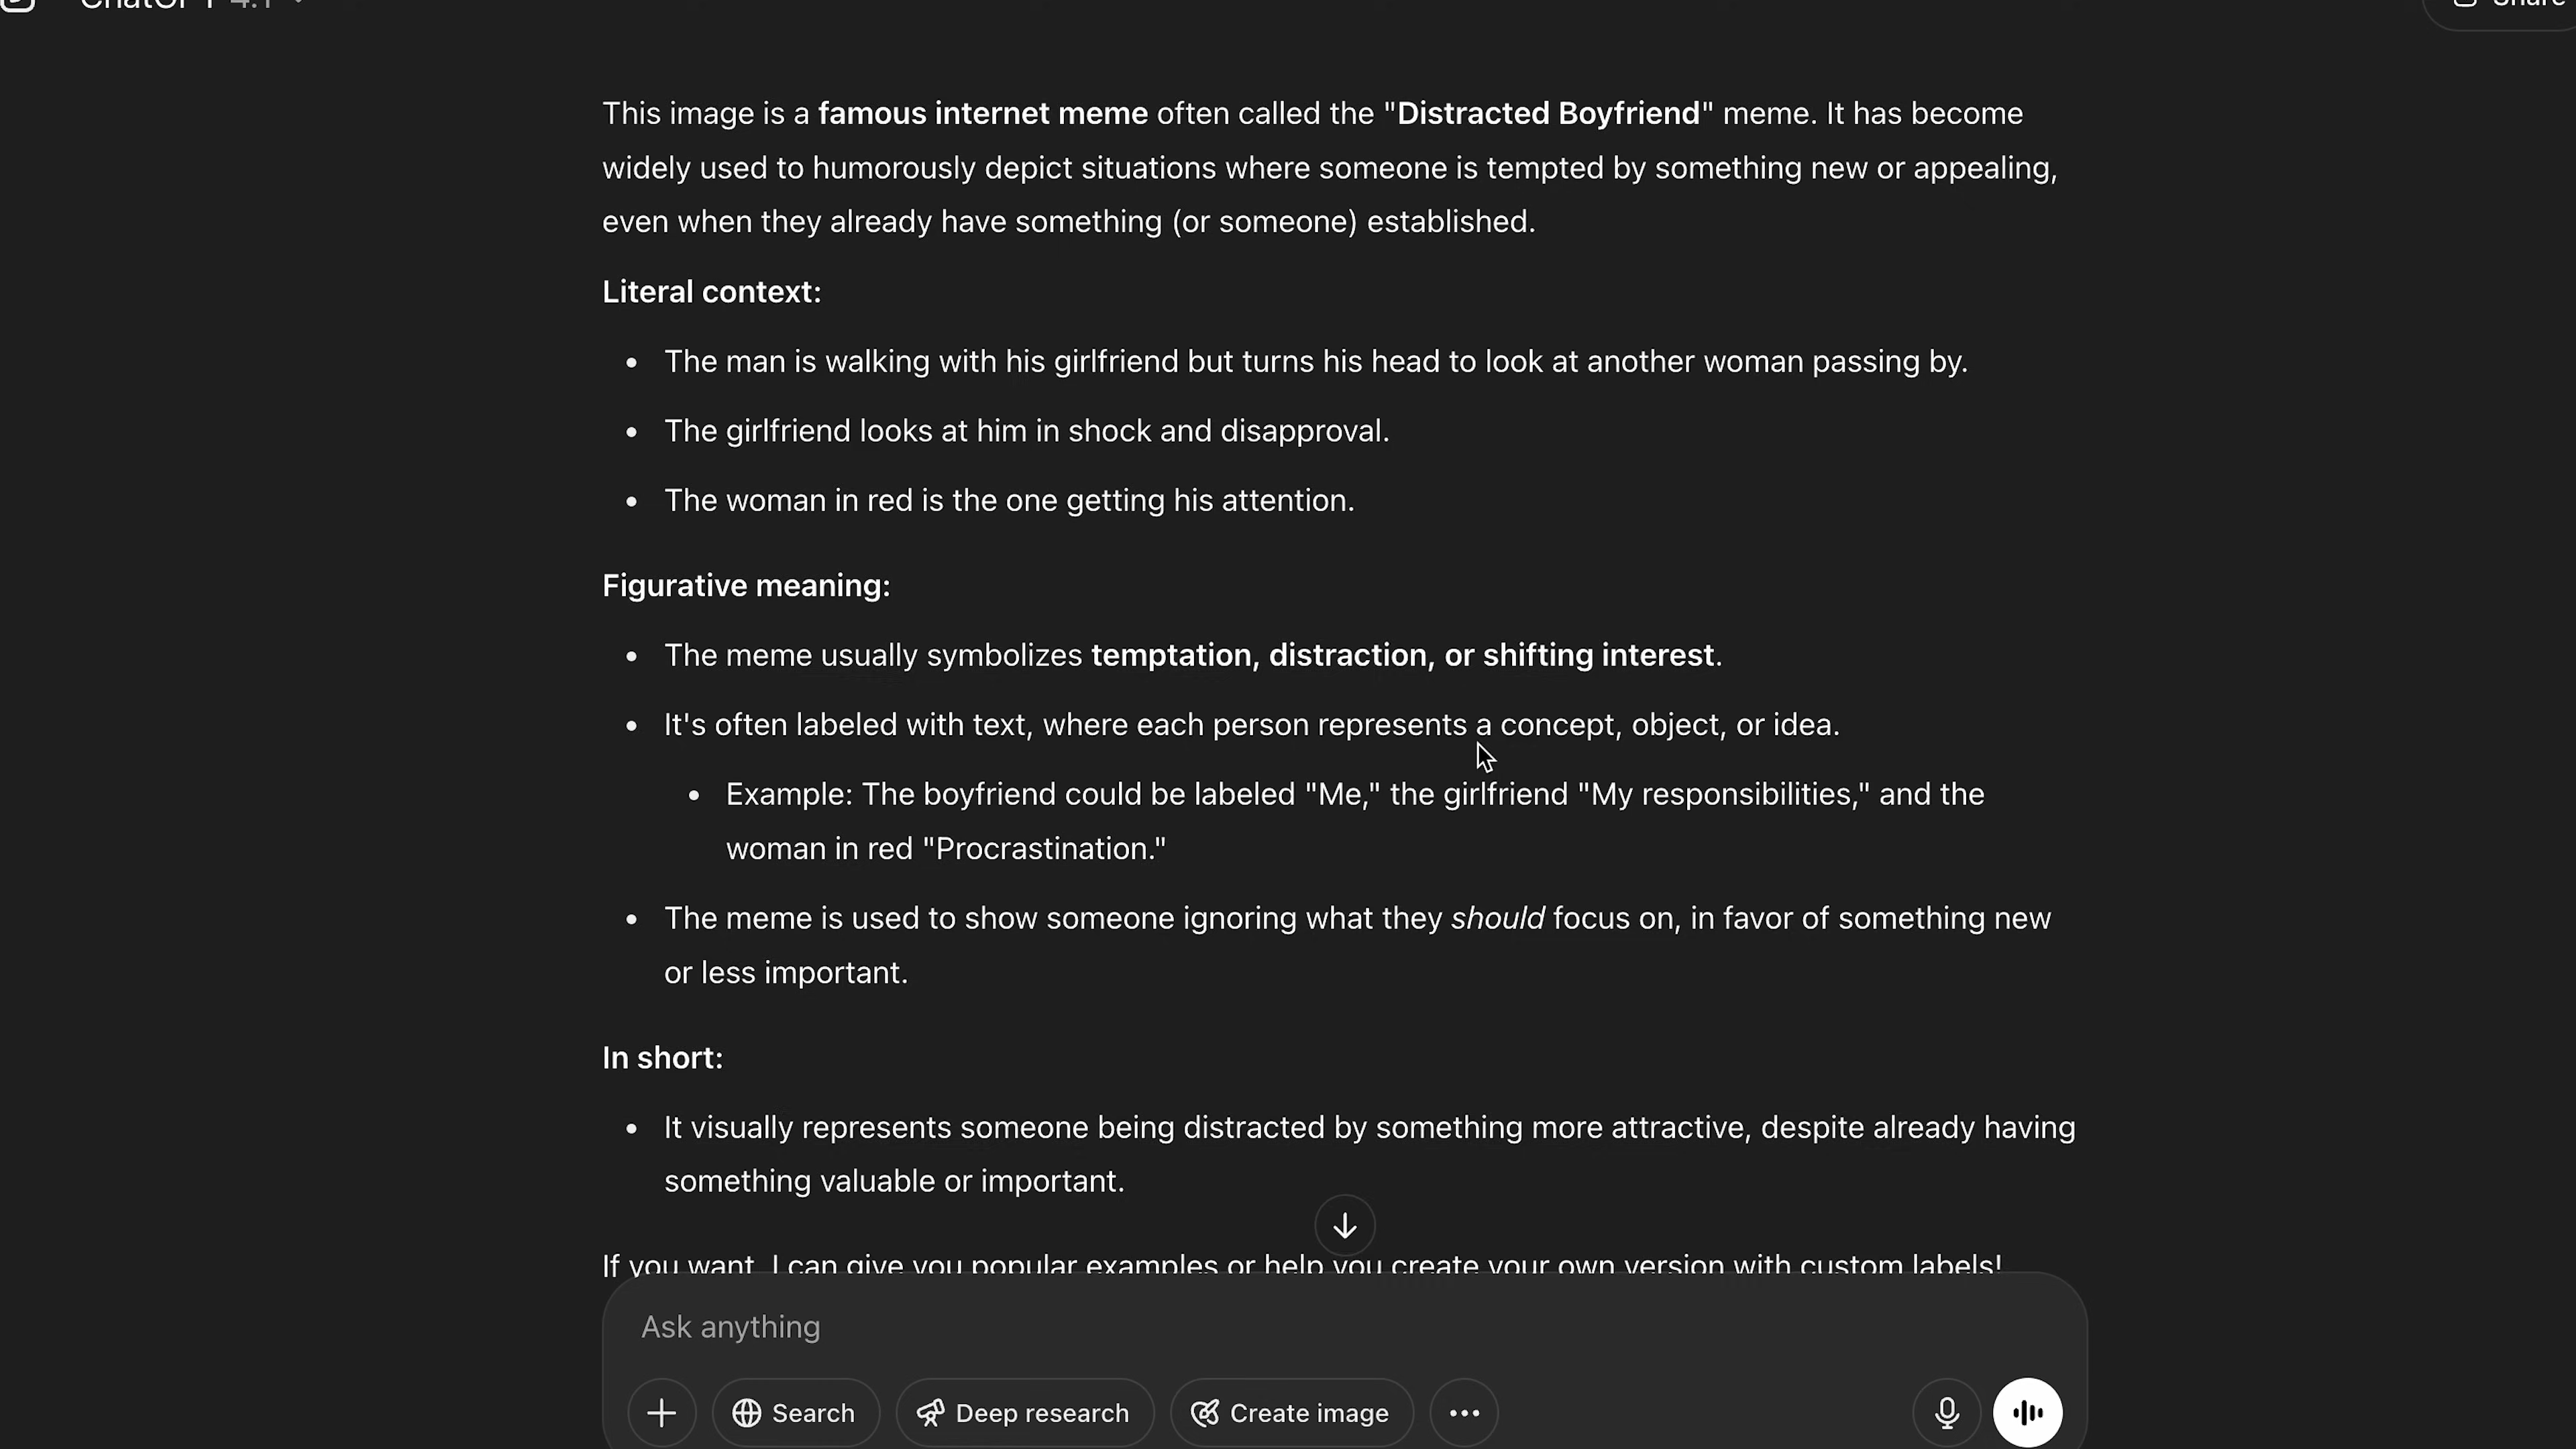 ChatGPT 4.1
Share
This image is a famous internet meme often called the "Distracted Boyfriend" meme. It has become
widely used to humorously depict situations where someone is tempted by something new or appealing,
even when they already have something (or someone) established.
Literal context:
• The man is walking with his girlfriend but turns his head to look at another woman passing by.
• The girlfriend looks at him in shock and disapproval.
• The woman in red is the one getting his attention.
Figurative meaning:
• The meme usually symbolizes temptation, distraction, or shifting interest.
• It's often labeled with text, where each person represents a concept, object, or idea.
• Example: The boyfriend could be labeled "Me," the girlfriend "My responsibilities," and the
woman in red "Procrastination."
• The meme is used to show someone ignoring what they should focus on, in favor of something new
or less important.
In short:
• It visually represents someone being distracted by something more attractive, despite already having
something valuable or important.
If you want, I can give you popular examples or help you create your own version with custom labels!
Ask anything
Search
Deep research
Create image